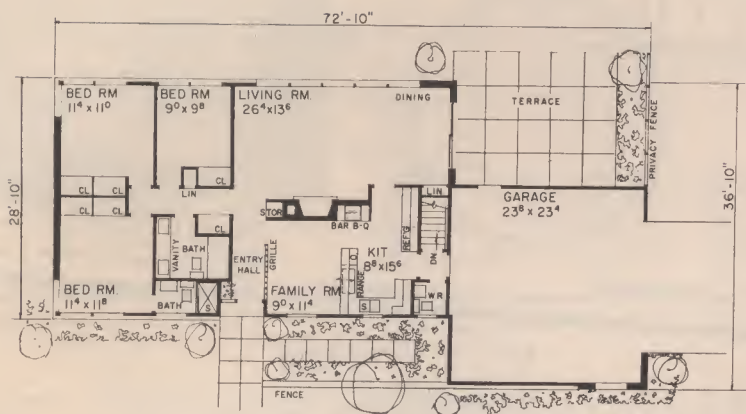 72'-10"
BED RM
11⁴ x 11⁰
BED RM
9⁰ x 9⁸
LIVING RM.
26⁴ x 13⁶
DINING
TERRACE
PRIVACY FENCE
28'-10"
36'-10"
CL
CL
CL
CL
CL
LIN
CL
STOR
BAR B-Q
LIN
GARAGE
23⁸ x 23⁴
REF'G
DN
VANITY
BATH
ENTRY
HALL
GRILLE
KIT
8⁸ x 15⁶
RANGE
BED RM.
11⁴ x 11⁸
BATH
S
FAMILY RM
9⁰ x 11⁴
S
WR
FENCE